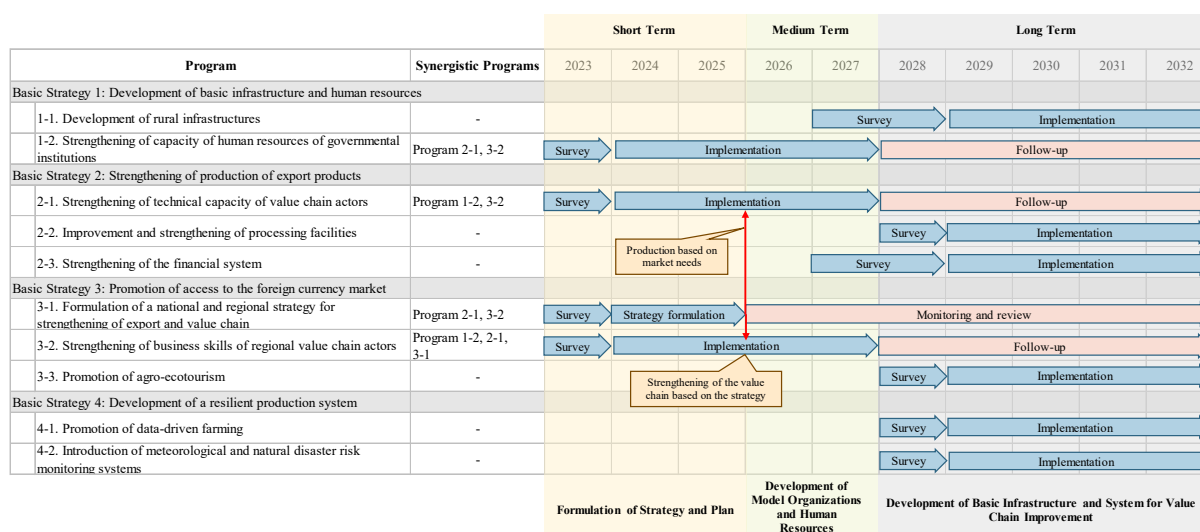 Short Term Medium Term Long Term
Program Synergistic Programs 2023 2024 2025 2026 2027 2028 2029 2030 2031 2032
Basic Strategy 1: Development of basic infrastructure and human resources
1-1. Development of rural infrastructures - Survey Implementation
1-2. Strengthening of capacity of human resources of governmental
institutions
Program 2-1, 3-2 Survey Implementation Follow-up
Basic Strategy 2: Strengthening of production of export products
2-1. Strengthening of technical capacity of value chain actors Program 1-2, 3-2 Survey Implementation Follow-up
2-2. Improvement and strengthening of processing facilities - Survey Implementation
Production based on
market needs
2-3. Strengthening of the financial system - Survey Implementation
Basic Strategy 3: Promotion of access to the foreign currency market
3-1. Formulation of a national and regional strategy for
strengthening of export and value chain
Program 2-1, 3-2 Survey Strategy formulation Monitoring and review
3-2. Strengthening of business skills of regional value chain actors
Program 1-2, 2-1,
3-1
Survey Implementation Follow-up
3-3. Promotion of agro-ecotourism - Survey Implementation
Strengthening of the value
chain based on the strategy
Basic Strategy 4: Development of a resilient production system
4-1. Promotion of data-driven farming - Survey Implementation
4-2. Introduction of meteorological and natural disaster risk
monitoring systems
- Survey Implementation
Formulation of Strategy and Plan
Development of
Model Organizations
and Human
Resources
Development of Basic Infrastructure and System for Value
Chain Improvement